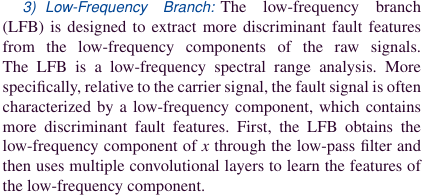 3) Low-Frequency Branch: The low-frequency branch
(LFB) is designed to extract more discriminant fault features
from the low-frequency components of the raw signals.
The LFB is a low-frequency spectral range analysis. More
specifically, relative to the carrier signal, the fault signal is often
characterized by a low-frequency component, which contains
more discriminant fault features. First, the LFB obtains the
low-frequency component of x through the low-pass filter and
then uses multiple convolutional layers to learn the features of
the low-frequency component.